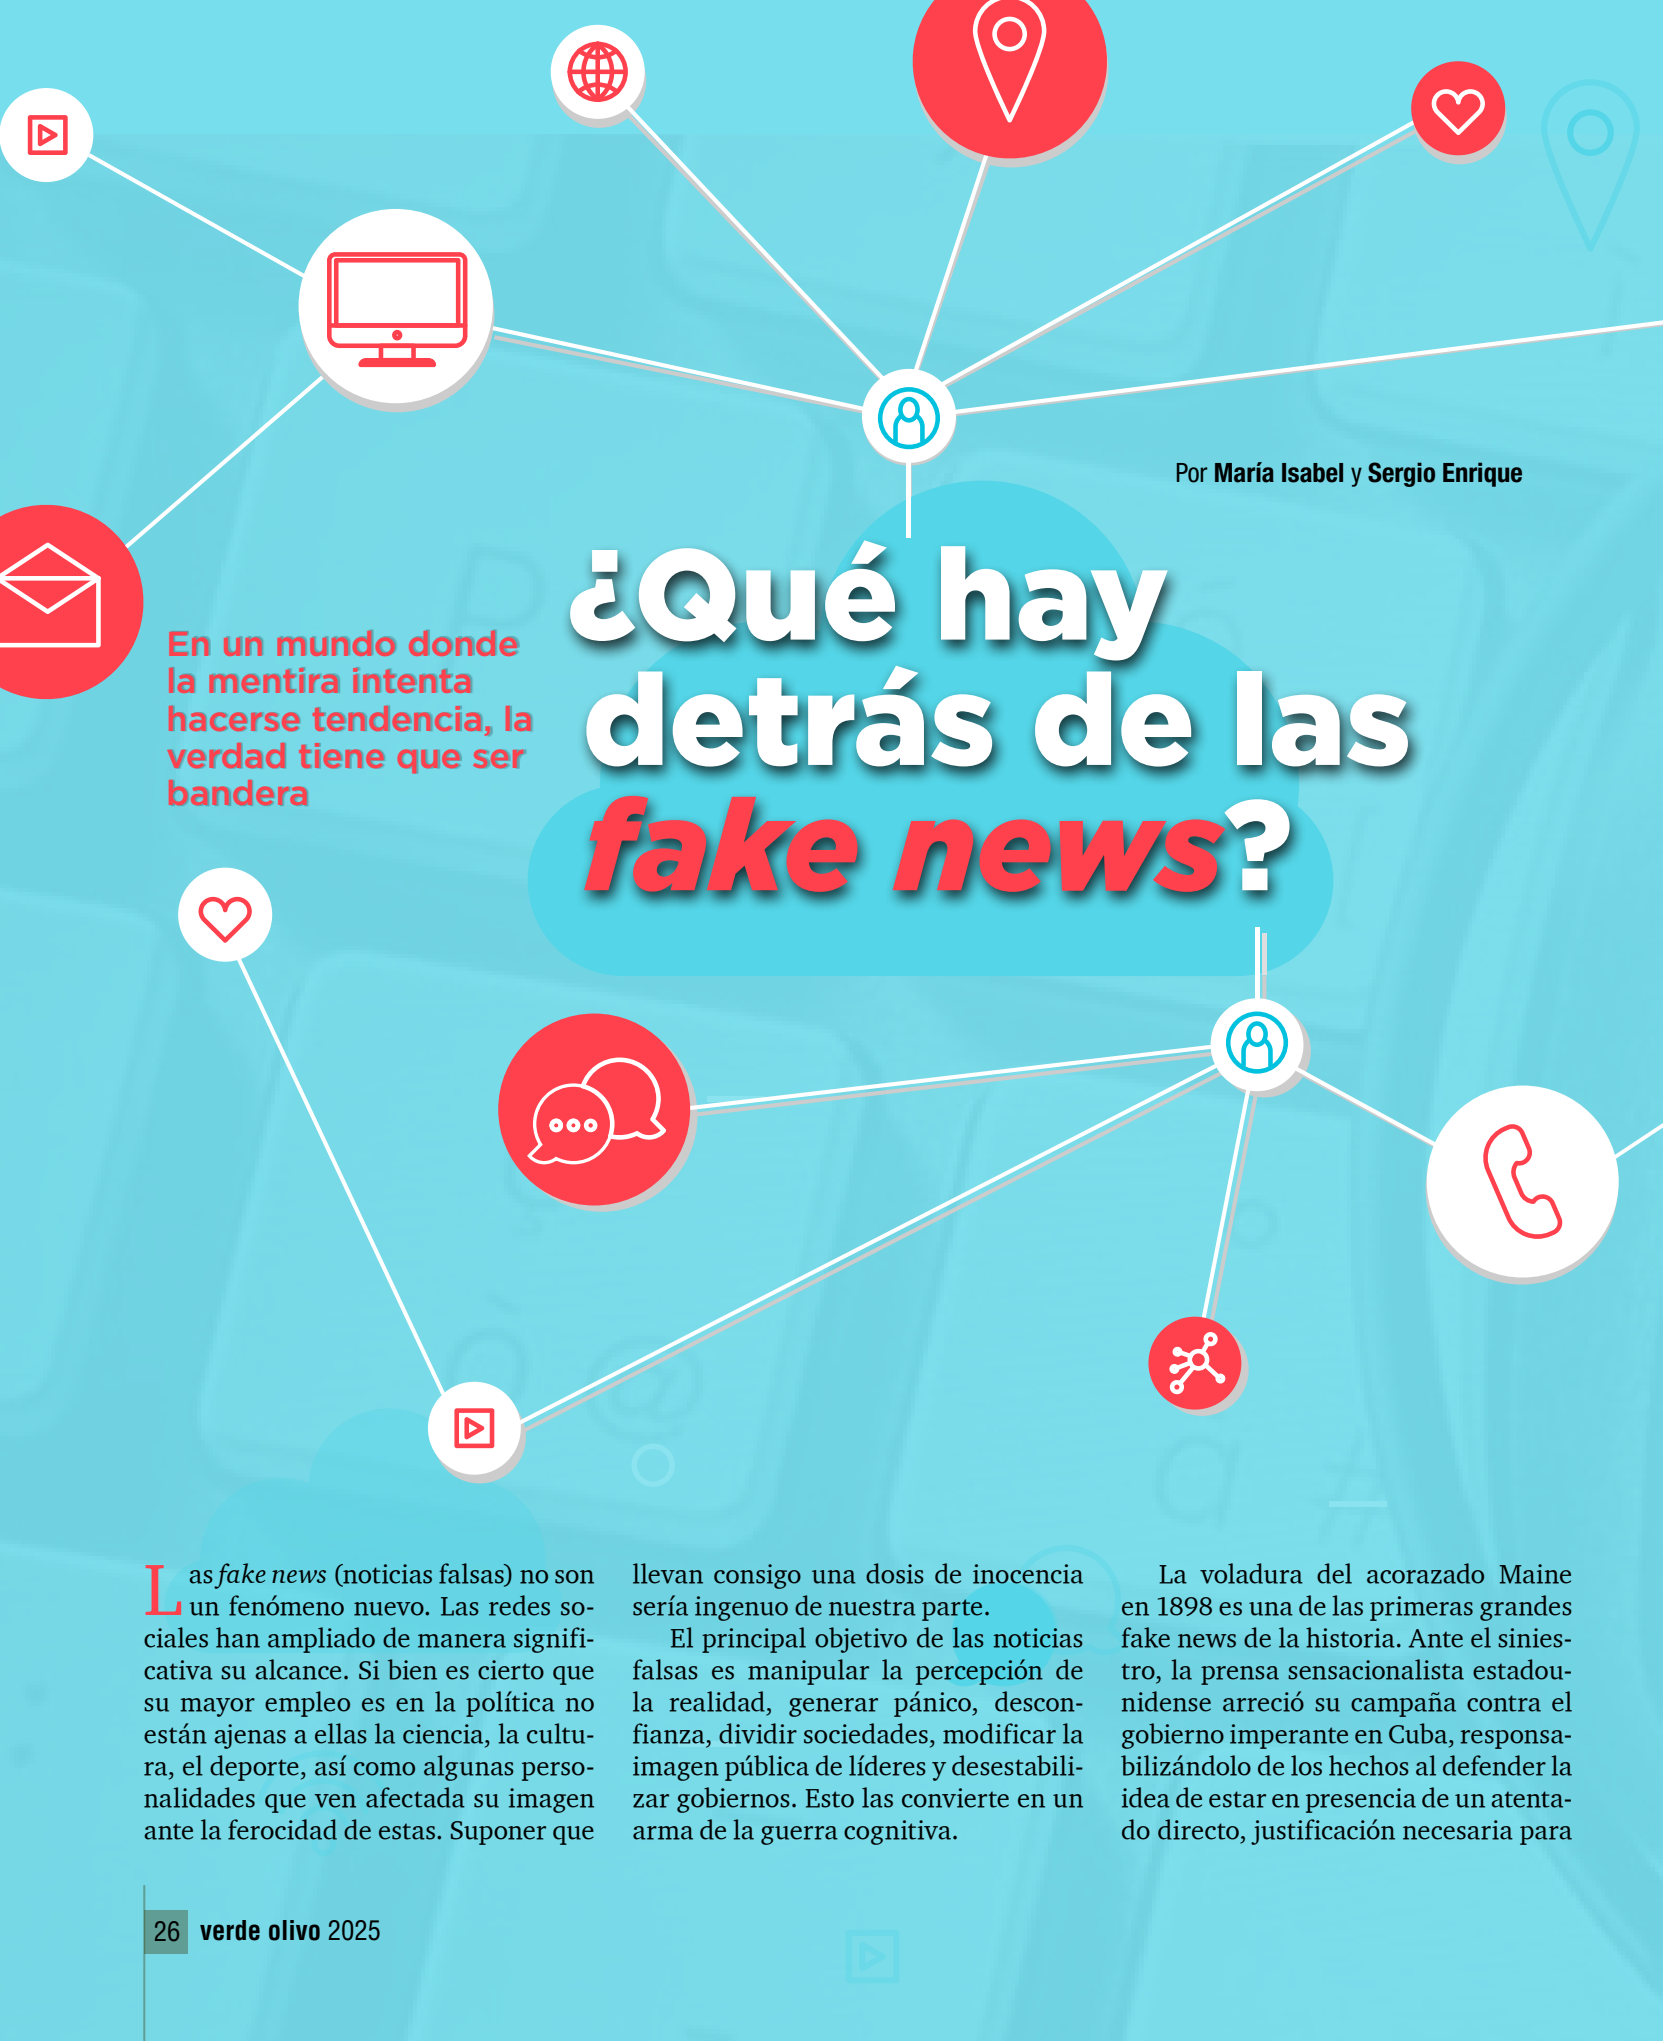 Por María Isabel y Sergio Enrique
¿Qué hay
detrás de las
fake news?
En un mundo donde
la mentira intenta
hacerse tendencia, la
verdad tiene que ser
bandera
Las fake news (noticias falsas) no son
un fenómeno nuevo. Las redes so-
ciales han ampliado de manera signifi-
cativa su alcance. Si bien es cierto que
su mayor empleo es en la política no
están ajenas a ellas la ciencia, la cultu-
ra, el deporte, así como algunas perso-
nalidades que ven afectada su imagen
ante la ferocidad de estas. Suponer que
llevan consigo una dosis de inocencia
sería ingenuo de nuestra parte.
El principal objetivo de las noticias
falsas es manipular la percepción de
la realidad, generar pánico, descon-
fianza, dividir sociedades, modificar la
imagen pública de líderes y desestabili-
zar gobiernos. Esto las convierte en un
arma de la guerra cognitiva.
La voladura del acorazado Maine
en 1898 es una de las primeras grandes
fake news de la historia. Ante el sinies-
tro, la prensa sensacionalista estadou-
nidense arreció su campaña contra el
gobierno imperante en Cuba, responsa-
bilizándolo de los hechos al defender la
idea de estar en presencia de un atenta-
do directo, justificación necesaria para
26 verde olivo 2025